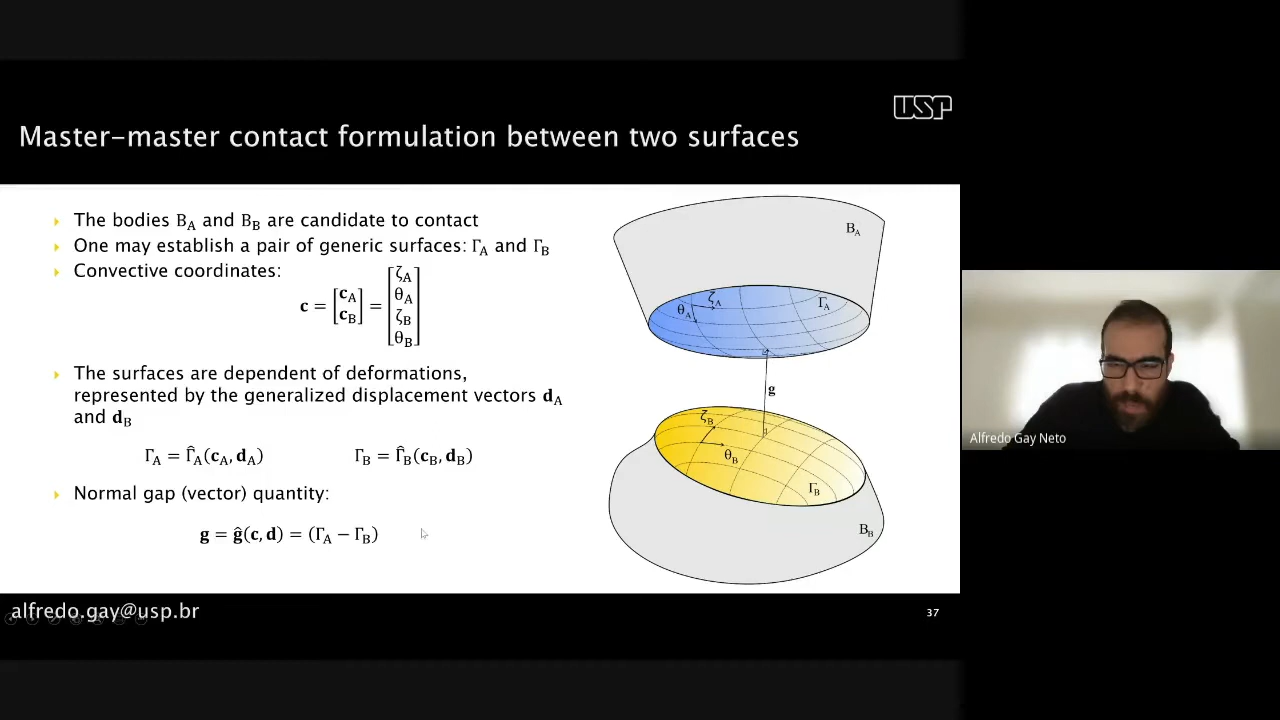 USP
Master–master contact formulation between two surfaces
The bodies B_A and B_B are candidate to contact
One may establish a pair of generic surfaces: Γ_A and Γ_B
Convective coordinates:
c = [c_A c_B] = [ζ_A θ_A ζ_B θ_B]
The surfaces are dependent of deformations,
represented by the generalized displacement vectors d_A
and d_B
Γ_A = Γ̂_A(c_A, d_A)
Γ_B = Γ̂_B(c_B, d_B)
Normal gap (vector) quantity:
g = ĝ(c, d) = (Γ_A − Γ_B)
B_A
ζ_A
θ_A
Γ_A
g
ζ_B
θ_B
Γ_B
B_B
alfredo.gay@usp.br
37
Alfredo Gay Neto